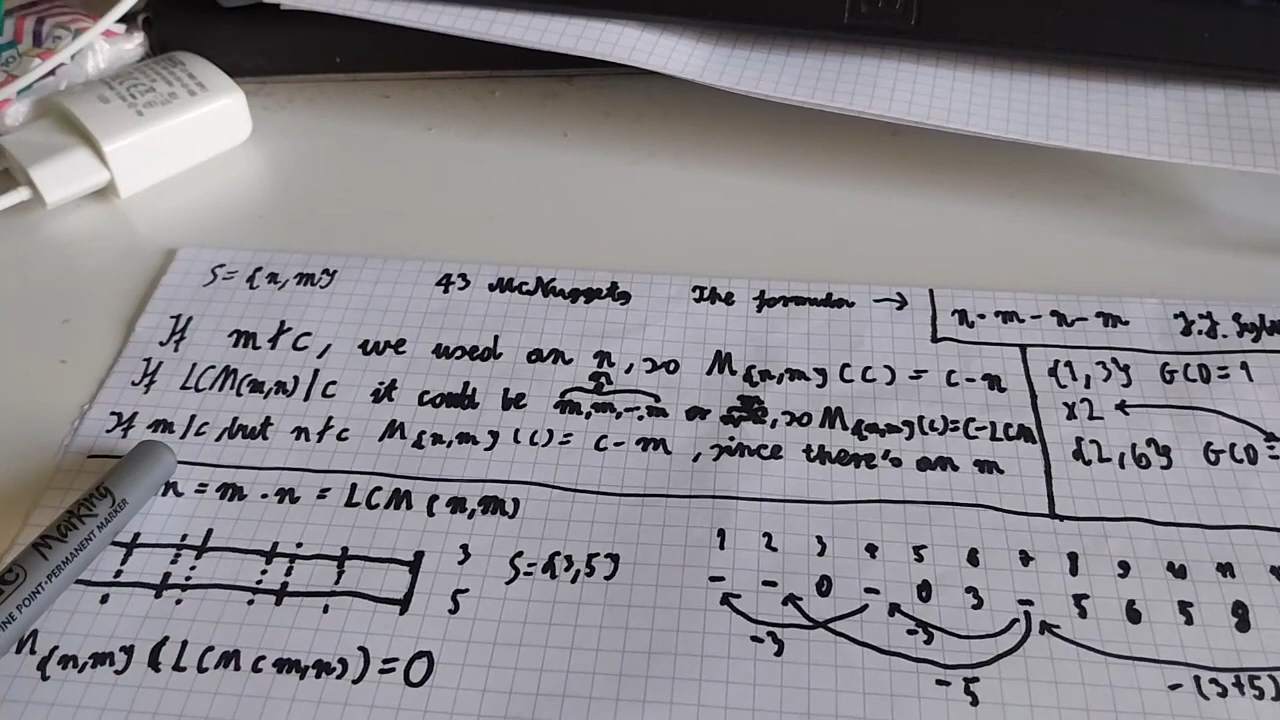 S={n,m} 43 McNuggets The formula → n·m-n-m J.J. Sylv
If m∤c, we used an n, so M{n,m}(c) = c-n
If LCM(m,n)|c it could be m,m,...m or , so M{n,m}(c)=c-LCM
If m|c, but n∤c M{n,m}(c)= c-m, since there's an m
{1,3} GCD=1
x2
{2,6} GCD=
n = m·n = LCM(n,m)
3
5
S={3,5}
1 2 3 4 5 6 7 8 9 10 11
- - 0 - 0 3 - 5 6 5 8
-3 -3
-5 -(3+5)
{n,m}(LCM(m,n))=0
Marking
FINE POINT·PERMANENT MARKER